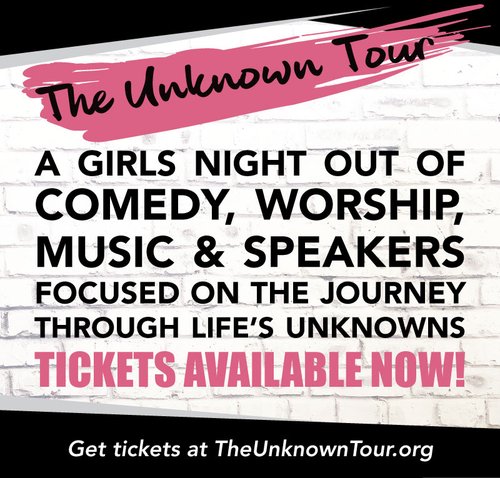 The Unknown Tour
A GIRLS NIGHT OUT OF
COMEDY, WORSHIP,
MUSIC & SPEAKERS
FOCUSED ON THE JOURNEY
THROUGH LIFE'S UNKNOWNS
TICKETS AVAILABLE NOW!
Get tickets at TheUnknownTour.org